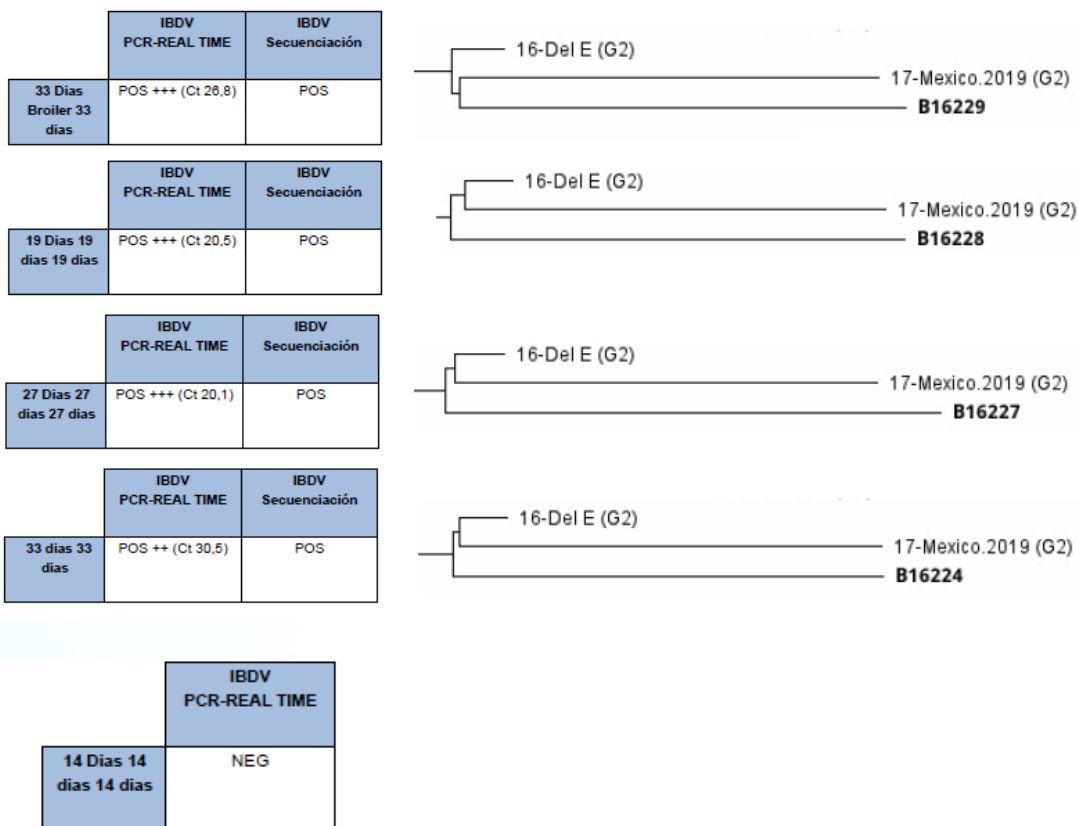 IBDV
PCR-REAL TIME
IBDV
Secuenciación
33 Dias
Broiler 33
dias
POS +++ (Ct 26,8)
POS
16-Del E (G2)
17-Mexico.2019 (G2)
B16229
IBDV
PCR-REAL TIME
IBDV
Secuenciación
19 Dias 19
dias 19 dias
POS +++ (Ct 20,5)
POS
16-Del E (G2)
17-Mexico.2019 (G2)
B16228
IBDV
PCR-REAL TIME
IBDV
Secuenciación
27 Dias 27
dias 27 dias
POS +++ (Ct 20,1)
POS
16-Del E (G2)
17-Mexico.2019 (G2)
B16227
IBDV
PCR-REAL TIME
IBDV
Secuenciación
33 dias 33
dias
POS ++ (Ct 30,5)
POS
16-Del E (G2)
17-Mexico.2019 (G2)
B16224
IBDV
PCR-REAL TIME
14 Dias 14
dias 14 dias
NEG